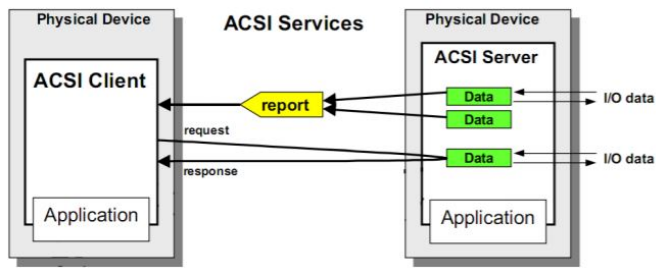 Physical Device
ACSI Services
Physical Device
ACSI Client
ACSI Server
report
Data
I/O data
Data
request
Data
I/O data
response
Application
Application